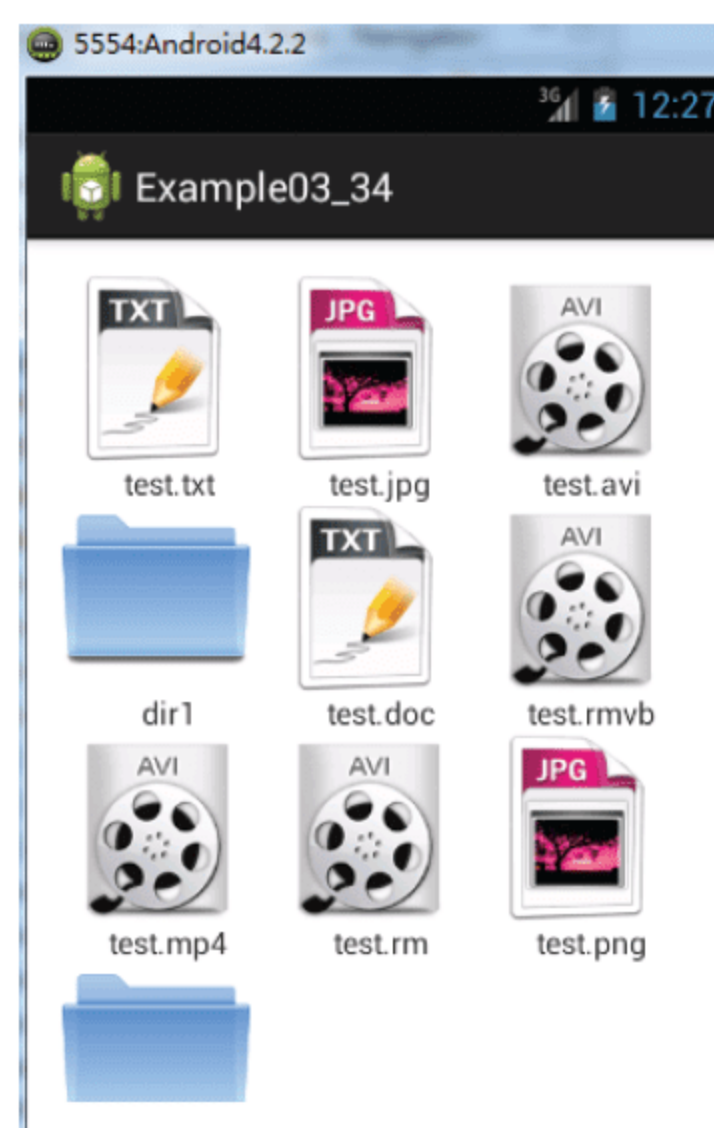 5554:Android4.2.2
3G 12:27
Example03_34
TXT JPG AVI
test.txt test.jpg test.avi
TXT AVI
dir1 test.doc test.rmvb
AVI AVI JPG
test.mp4 test.rm test.png